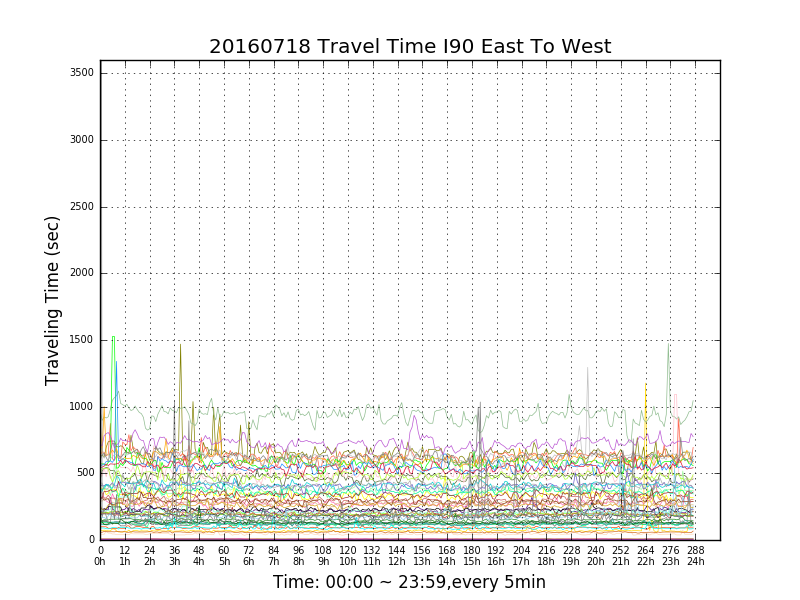 20160718 Travel Time I90 East To West
3500
3000
2500
2000
1500
1000
500
0
Traveling Time (sec)
0 12 24 36 48 60 72 84 96 108 120 132 144 156 168 180 192 204 216 228 240 252 264 276 288
0h 1h 2h 3h 4h 5h 6h 7h 8h 9h 10h 11h 12h 13h 14h 15h 16h 17h 18h 19h 20h 21h 22h 23h 24h
Time: 00:00 ~ 23:59,every 5min